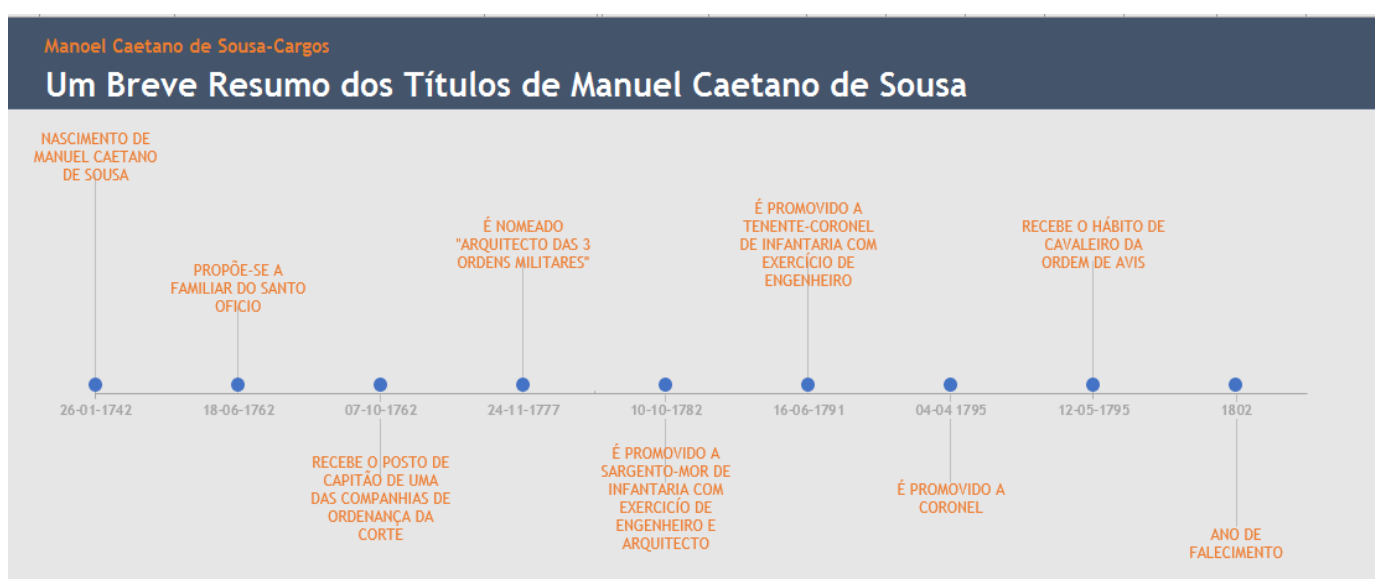 Manoel Caetano de Sousa-Cargos
Um Breve Resumo dos Títulos de Manuel Caetano de Sousa
NASCIMENTO DE
MANUEL CAETANO
DE SOUSA
PROPÕE-SE A
FAMILIAR DO SANTO
OFICIO
É NOMEADO
"ARQUITECTO DAS 3
ORDENS MILITARES"
É PROMOVIDO A
TENENTE-CORONEL
DE INFANTARIA COM
EXERCÍCIO DE
ENGENHEIRO
RECEBE O HÁBITO DE
CAVALEIRO DA
ORDEM DE AVIS
26-01-1742 18-06-1762 07-10-1762 24-11-1777 10-10-1782 16-06-1791 04-04 1795 12-05-1795 1802
RECEBE O POSTO DE
CAPITÃO DE UMA
DAS COMPANHIAS DE
ORDENANÇA DA
CORTE
É PROMOVIDO A
SARGENTO-MOR DE
INFANTARIA COM
EXERCICÍO DE
ENGENHEIRO E
ARQUITECTO
É PROMOVIDO A
CORONEL
ANO DE
FALECIMENTO